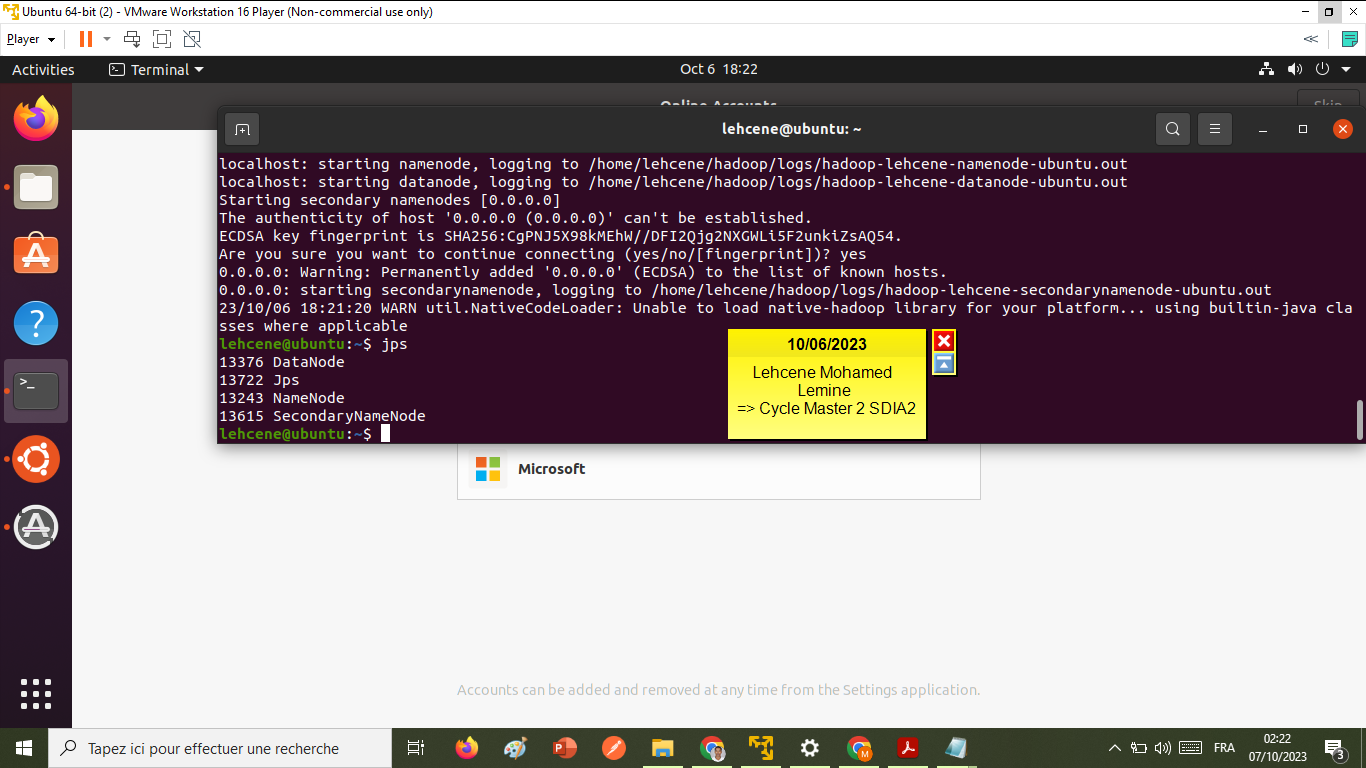 Ubuntu 64-bit (2) - VMware Workstation 16 Player (Non-commercial use only)
Player
Activities
Terminal
Oct 6 18:22
Online Accounts
Skip
lehcene@ubuntu: ~
localhost: starting namenode, logging to /home/lehcene/hadoop/logs/hadoop-lehcene-namenode-ubuntu.out
localhost: starting datanode, logging to /home/lehcene/hadoop/logs/hadoop-lehcene-datanode-ubuntu.out
Starting secondary namenodes [0.0.0.0]
The authenticity of host '0.0.0.0 (0.0.0.0)' can't be established.
ECDSA key fingerprint is SHA256:CgPNJ5X98kMEhW//DFI2Qjg2NXGWLi5F2unkiZsAQ54.
Are you sure you want to continue connecting (yes/no/[fingerprint])? yes
0.0.0.0: Warning: Permanently added '0.0.0.0' (ECDSA) to the list of known hosts.
0.0.0.0: starting secondarynamenode, logging to /home/lehcene/hadoop/logs/hadoop-lehcene-secondarynamenode-ubuntu.out
23/10/06 18:21:20 WARN util.NativeCodeLoader: Unable to load native-hadoop library for your platform... using builtin-java cla
sses where applicable
lehcene@ubuntu:~$ jps
13376 DataNode
13722 Jps
13243 NameNode
13615 SecondaryNameNode
lehcene@ubuntu:~$
10/06/2023
Lehcene Mohamed
Lemine
=> Cycle Master 2 SDIA2
Microsoft
Accounts can be added and removed at any time from the Settings application.
Tapez ici pour effectuer une recherche
FRA
02:22
07/10/2023
3